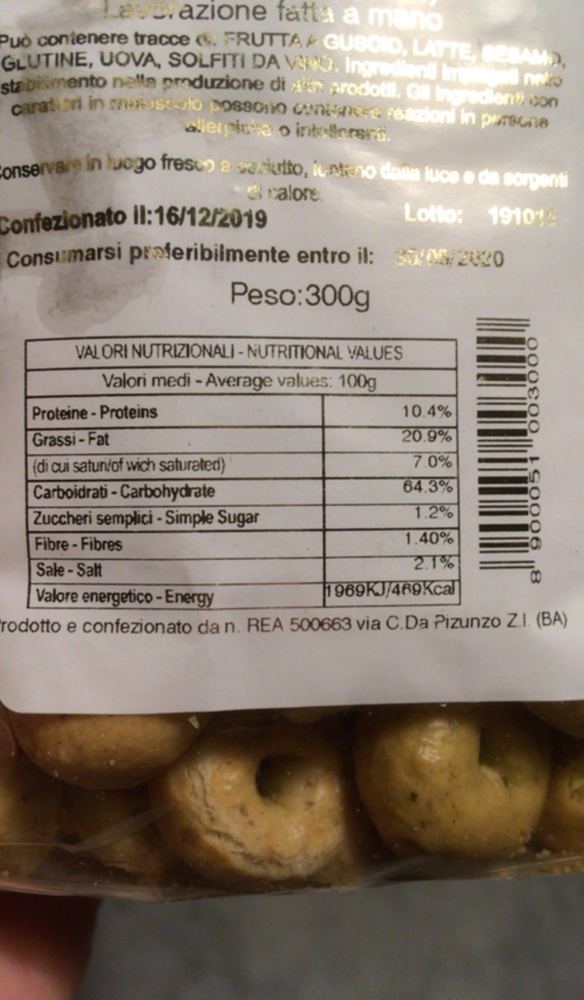 Lavorazione fatta a mano
Può contenere tracce di FRUTTA A GUSCIO, LATTE, SESAMO,
GLUTINE, UOVA, SOLFITI DA VINO. Ingredienti impiegati nello
stabilimento nella produzione di altri prodotti. Gli ingredienti con
caratteri in minuscolo possono contenere reazioni in persone
allergiche o intolleranti.
Conservare in luogo fresco e asciutto, lontano dalla luce e da sorgenti
di calore.
Confezionato il:16/12/2019 Lotto:
Consumarsi preferibilmente entro il:
Peso:300g
VALORI NUTRIZIONALI - NUTRITIONAL VALUES
Valori medi - Average values: 100g
Proteine - Proteins 10.4%
Grassi - Fat 20.9%
(di cui saturi/of wich saturated) 7.0%
Carboidrati - Carbohydrate 64.3%
Zuccheri semplici - Simple Sugar 1.2%
Fibre - Fibres 1.40%
Sale - Salt 2.1%
Valore energetico - Energy 1969KJ/469Kcal
rodotto e confezionato da n. REA 500663 via C.Da Pizunzo Z.I. (BA)
8 900051 003000